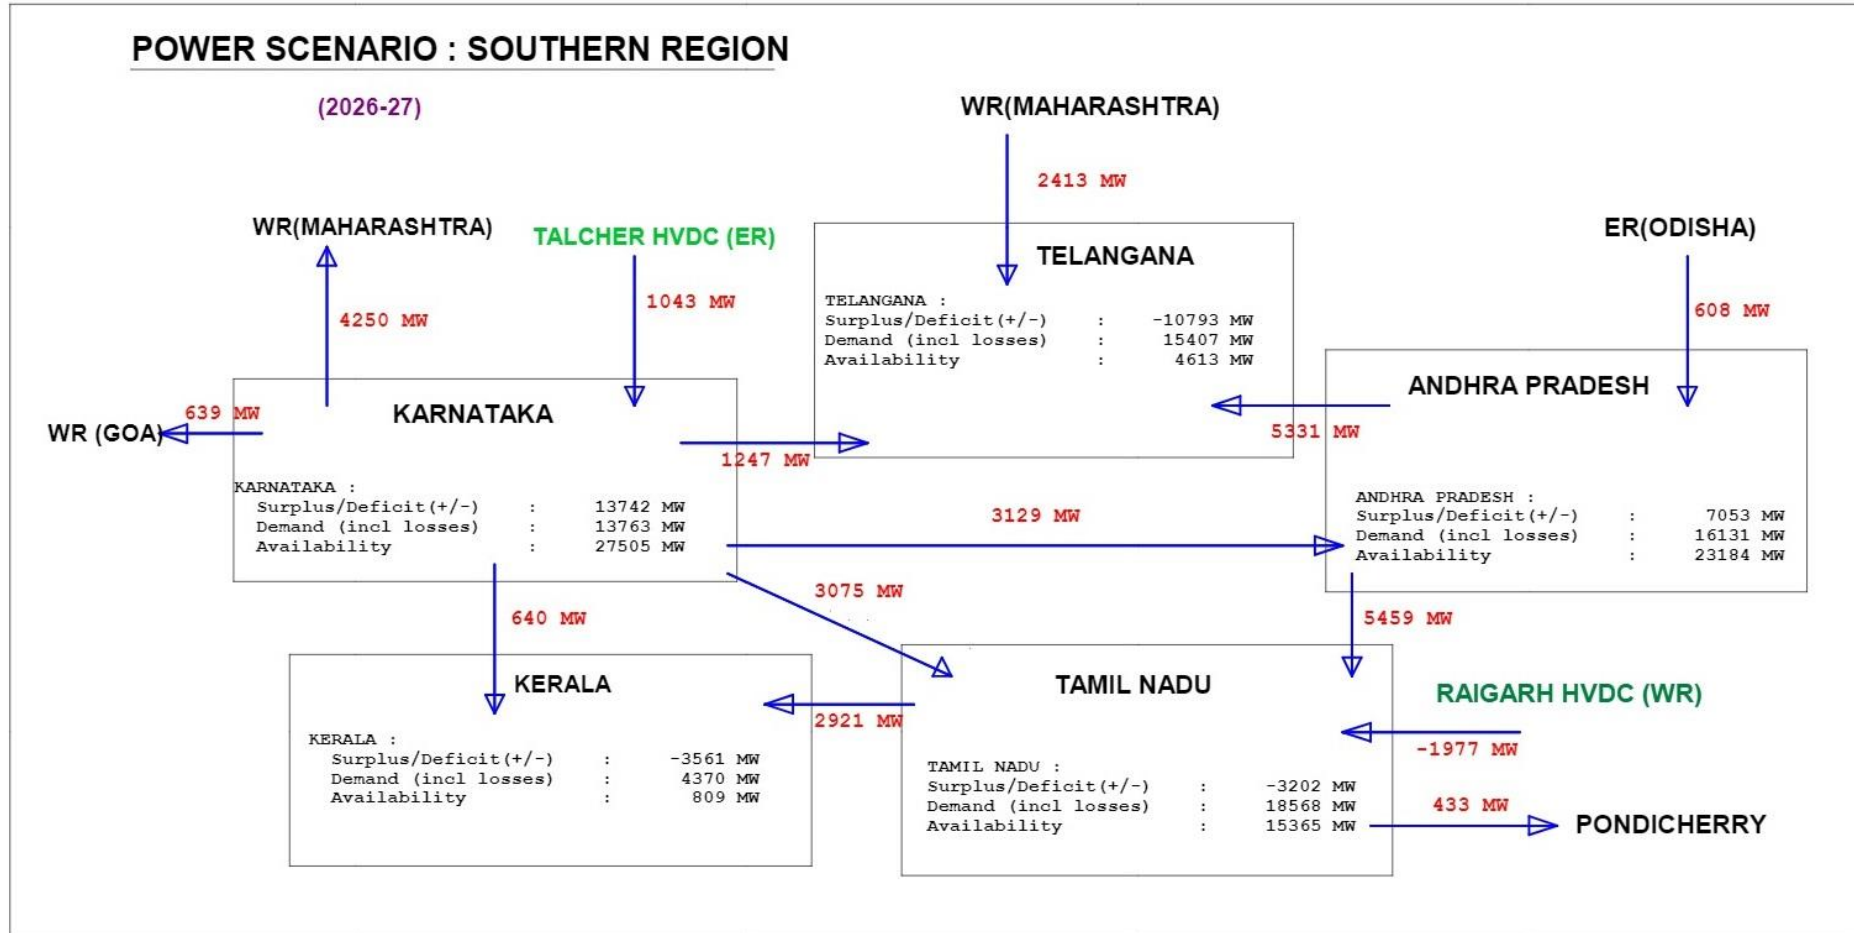 POWER SCENARIO : SOUTHERN REGION
(2026-27)
WR(MAHARASHTRA)
2413 MW
WR(MAHARASHTRA)
TALCHER HVDC (ER)
ER(ODISHA)
4250 MW
1043 MW
608 MW
TELANGANA
TELANGANA :
Surplus/Deficit(+/-) : -10793 MW
Demand (incl losses) : 15407 MW
Availability : 4613 MW
WR (GOA)
639 MW
KARNATAKA
1247 MW
5331 MW
ANDHRA PRADESH
KARNATAKA :
Surplus/Deficit(+/-) : 13742 MW
Demand (incl losses) : 13763 MW
Availability : 27505 MW
3129 MW
ANDHRA PRADESH :
Surplus/Deficit(+/-) : 7053 MW
Demand (incl losses) : 16131 MW
Availability : 23184 MW
640 MW
3075 MW
5459 MW
KERALA
2921 MW
TAMIL NADU
RAIGARH HVDC (WR)
-1977 MW
KERALA :
Surplus/Deficit(+/-) : -3561 MW
Demand (incl losses) : 4370 MW
Availability : 809 MW
TAMIL NADU :
Surplus/Deficit(+/-) : -3202 MW
Demand (incl losses) : 18568 MW
Availability : 15365 MW
433 MW
PONDICHERRY